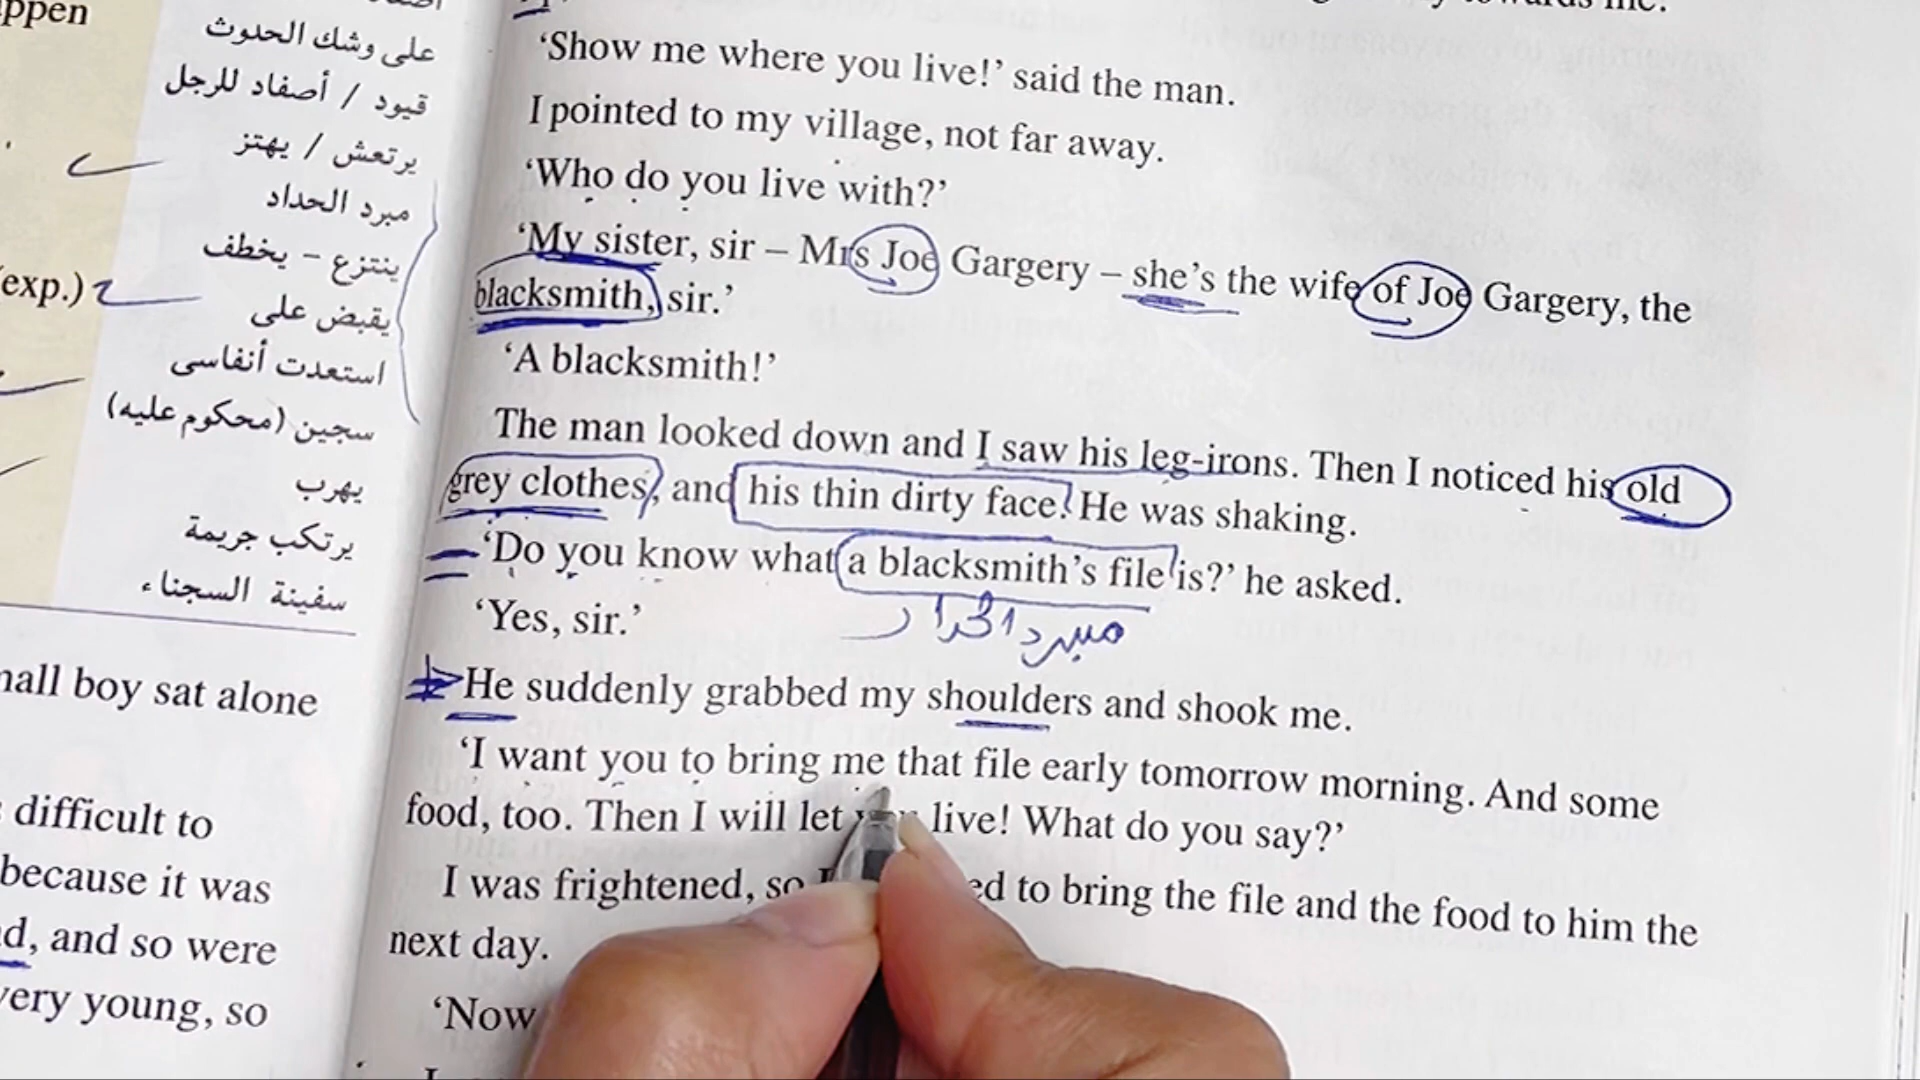 ppen
على وشك الحدوث
قيود / أصفاد للرجل
يرتعش / يهتز
مبرد الحداد
ينتزع – يخطف
exp.)
يقبض على
استعدت أنفاسى
سجين (محكوم عليه)
يهرب
يرتكب جريمة
سفينة السجناء
mall boy sat alone
difficult to
because it was
d, and so were
very young, so
‘Show me where you live!’ said the man.
I pointed to my village, not far away.
‘Who do you live with?’
‘My sister, sir – Mrs Joe Gargery – she’s the wife of Joe Gargery, the
blacksmith, sir.’
‘A blacksmith!’
The man looked down and I saw his leg-irons. Then I noticed his old
grey clothes, and his thin dirty face. He was shaking.
‘Do you know what a blacksmith’s file is?’ he asked.
‘Yes, sir.’
مبرد الحداد
He suddenly grabbed my shoulders and shook me.
‘I want you to bring me that file early tomorrow morning. And some
food, too. Then I will let live! What do you say?’
I was frightened, so ed to bring the file and the food to him the
next day.
‘Now